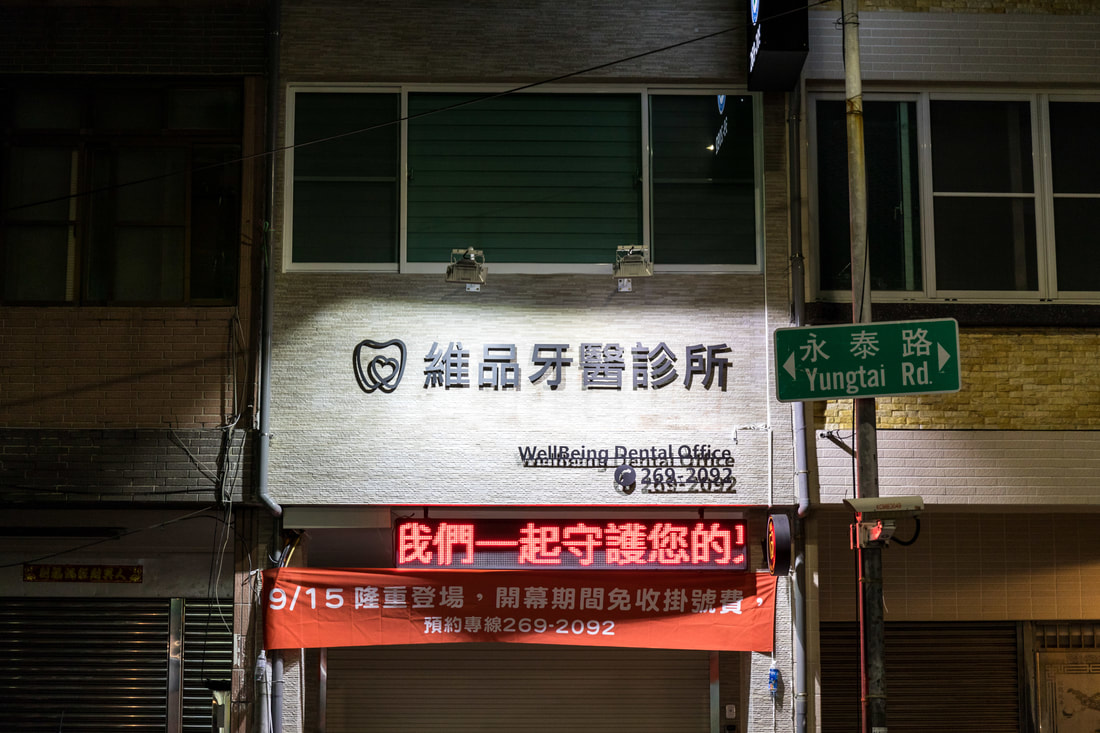 維品牙醫診所
永泰路
Yungtai Rd.
WellBeing Dental Office
269-2092
我們一起守護您的
9/15 隆重登場，開幕期間免收掛號費，
預約專線269-2092